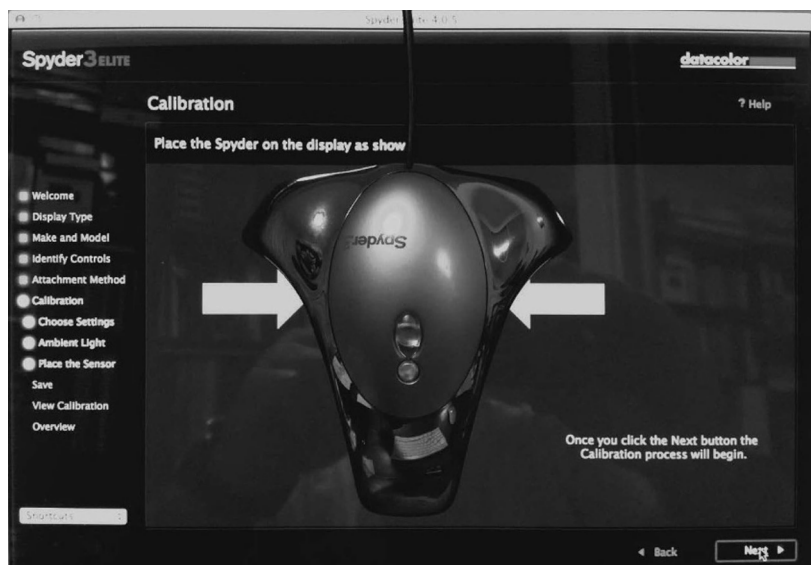 Spyder3ELITE
datacolor
Calibration
? Help
Place the Spyder on the display as show
Welcome
Display Type
Make and Model
Identify Controls
Attachment Method
Calibration
Choose Settings
Ambient Light
Place the Sensor
Save
View Calibration
Overview
Spyder
Once you click the Next button the
Calibration process will begin.
Shortcuts
Back
Next